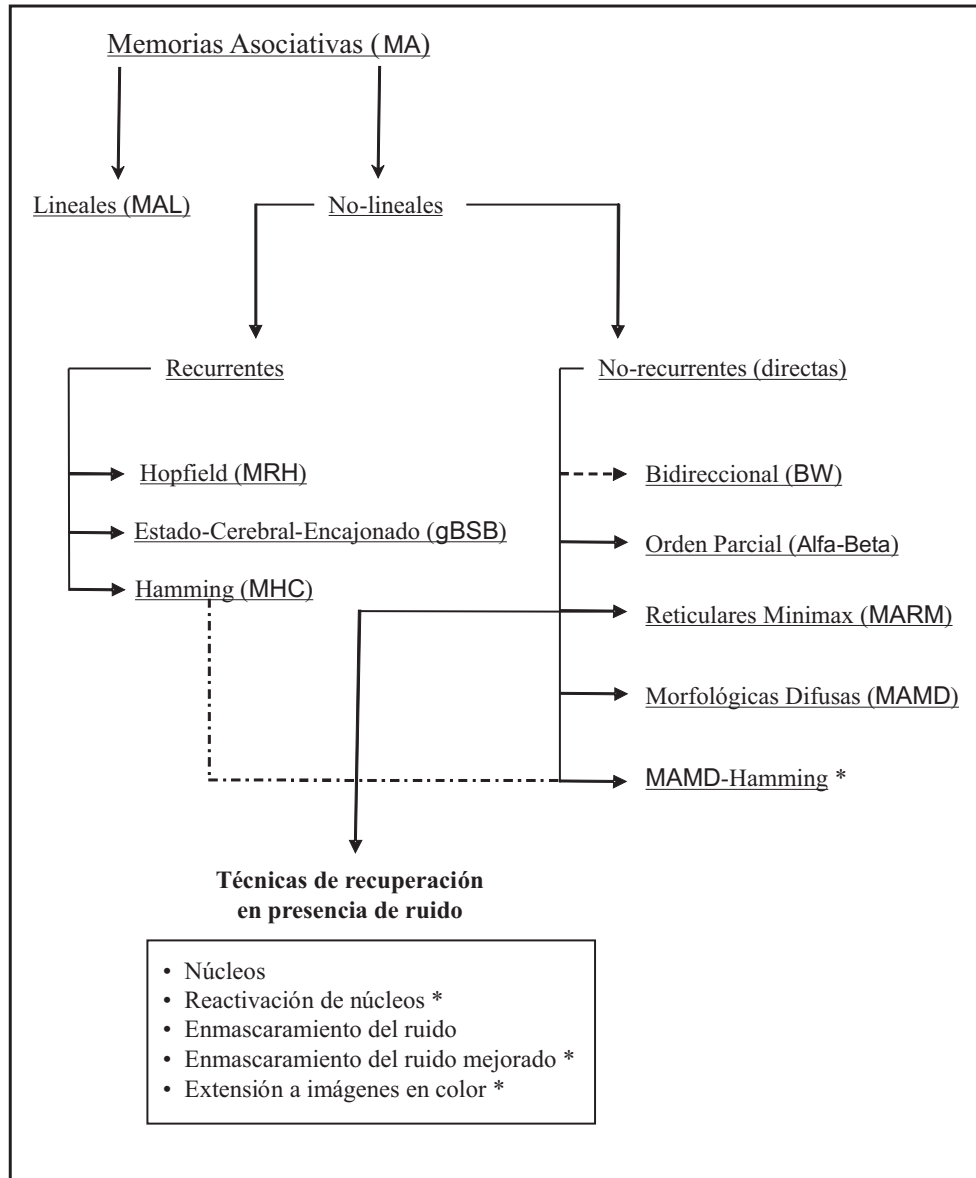 Memorias Asociativas (MA)
Lineales (MAL)
No-lineales
Recurrentes
No-recurrentes (directas)
Hopfield (MRH)
Bidireccional (BW)
Estado-Cerebral-Encajonado (gBSB)
Orden Parcial (Alfa-Beta)
Hamming (MHC)
Reticulares Minimax (MARM)
Morfológicas Difusas (MAMD)
MAMD-Hamming *
Técnicas de recuperación
en presencia de ruido
• Núcleos
• Reactivación de núcleos *
• Enmascaramiento del ruido
• Enmascaramiento del ruido mejorado *
• Extensión a imágenes en color *